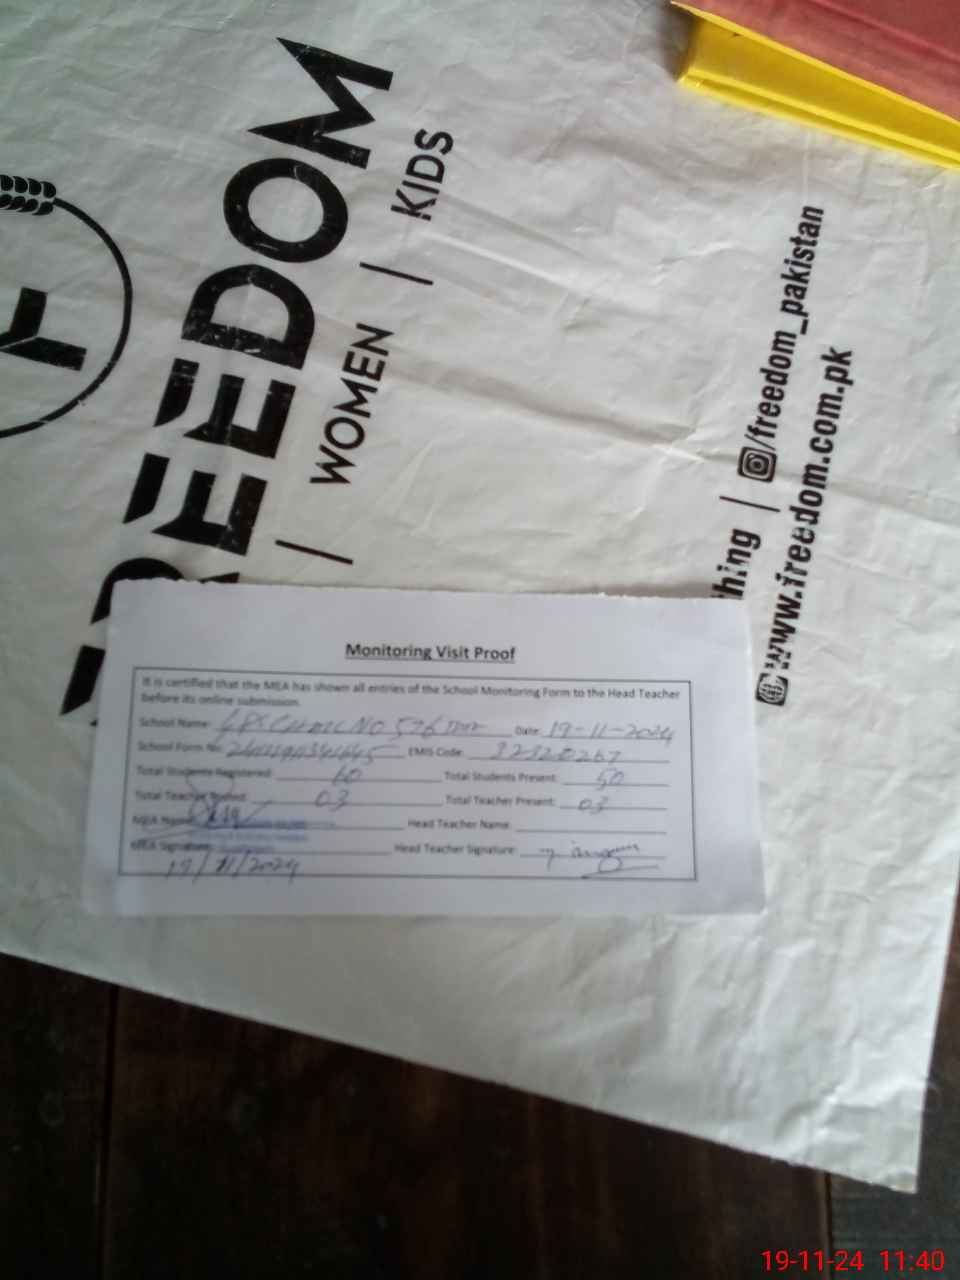 FREEDOM
| WOMEN | KIDS
hing | /freedom_pakistan
www.freedom.com.pk
Monitoring Visit Proof
It is certified that the MEA has shown all entries of the School Monitoring Form to the Head Teacher
before its online submission.
School Name: NO 576 Date: 19-11-2024
School Form No: EMIS Code: 32320267
Total Students Registered: 60 Total Students Present: 50
Total Teacher Posted: 03 Total Teacher Present: 03
MEA Name: Head Teacher Name:
MEA Signature: Head Teacher Signature:
19/11/2024
19-11-24 11:40